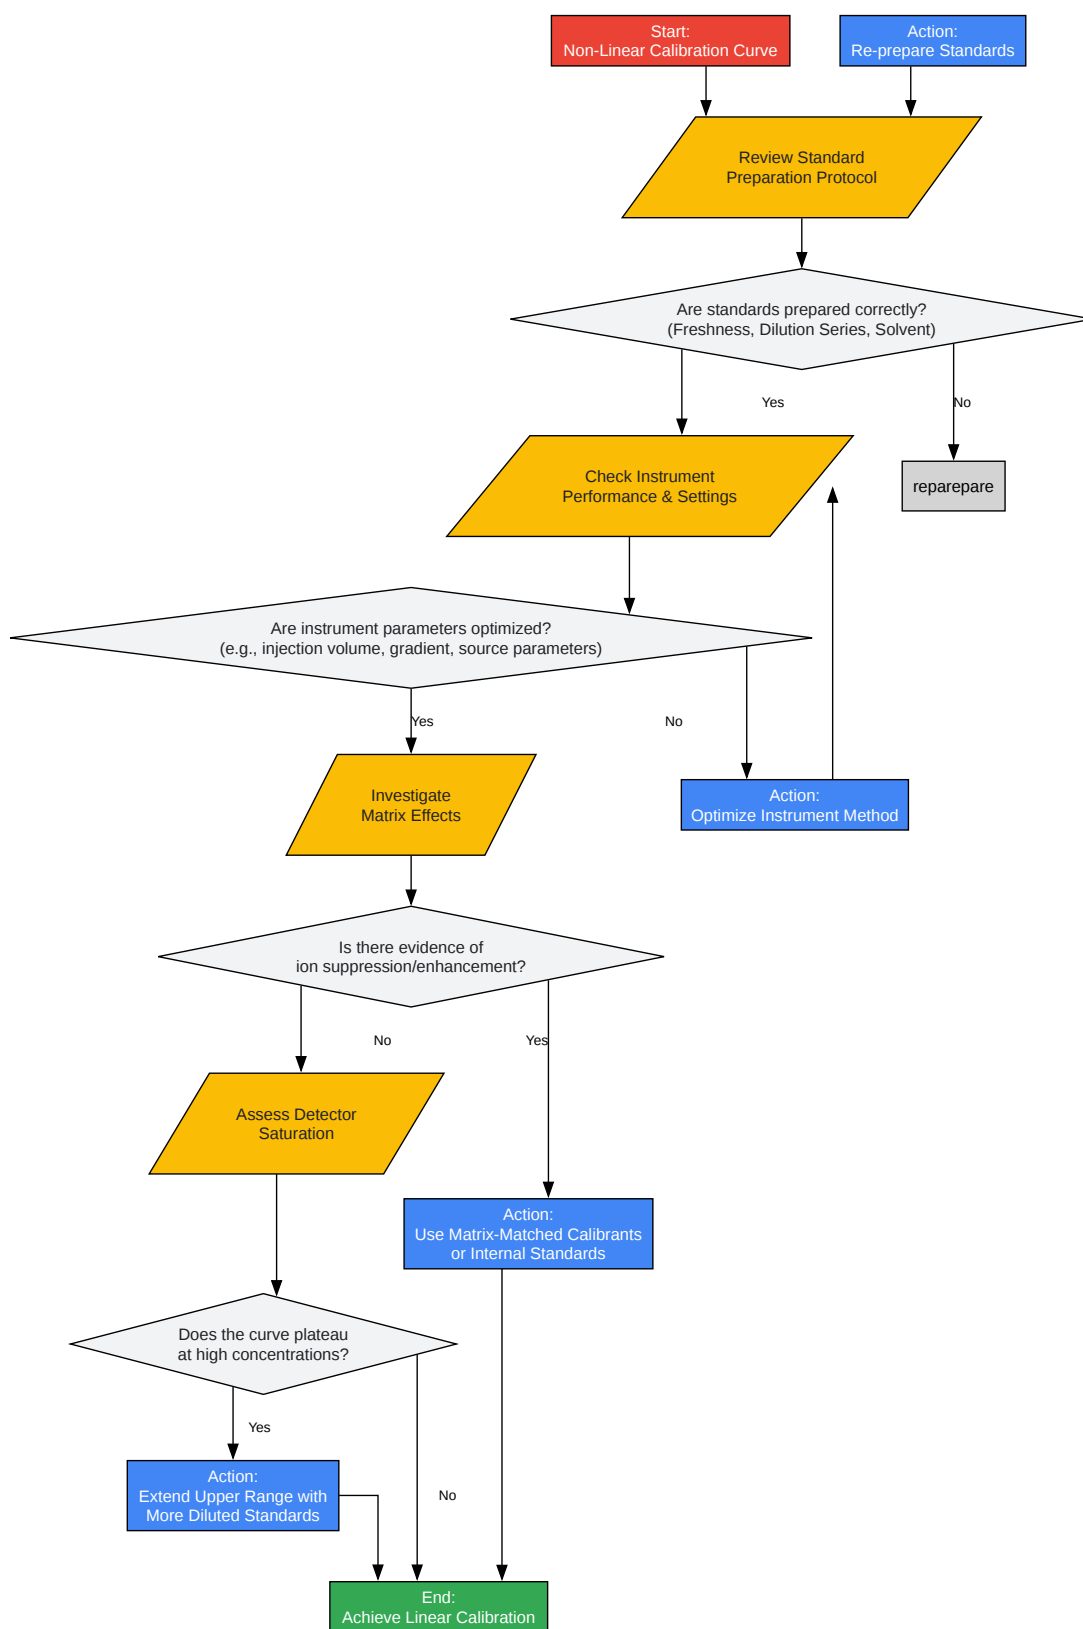 Start:
Non-Linear Calibration Curve
Action:
Re-prepare Standards
Review Standard
Preparation Protocol
Are standards prepared correctly?
(Freshness, Dilution Series, Solvent)
Yes
No
Check Instrument
Performance & Settings
reparepare
Are instrument parameters optimized?
(e.g., injection volume, gradient, source parameters)
Yes
No
Investigate
Matrix Effects
Action:
Optimize Instrument Method
Is there evidence of
ion suppression/enhancement?
No
Yes
Assess Detector
Saturation
Action:
Use Matrix-Matched Calibrants
or Internal Standards
Does the curve plateau
at high concentrations?
Yes
Action:
Extend Upper Range with
More Diluted Standards
No
End:
Achieve Linear Calibration